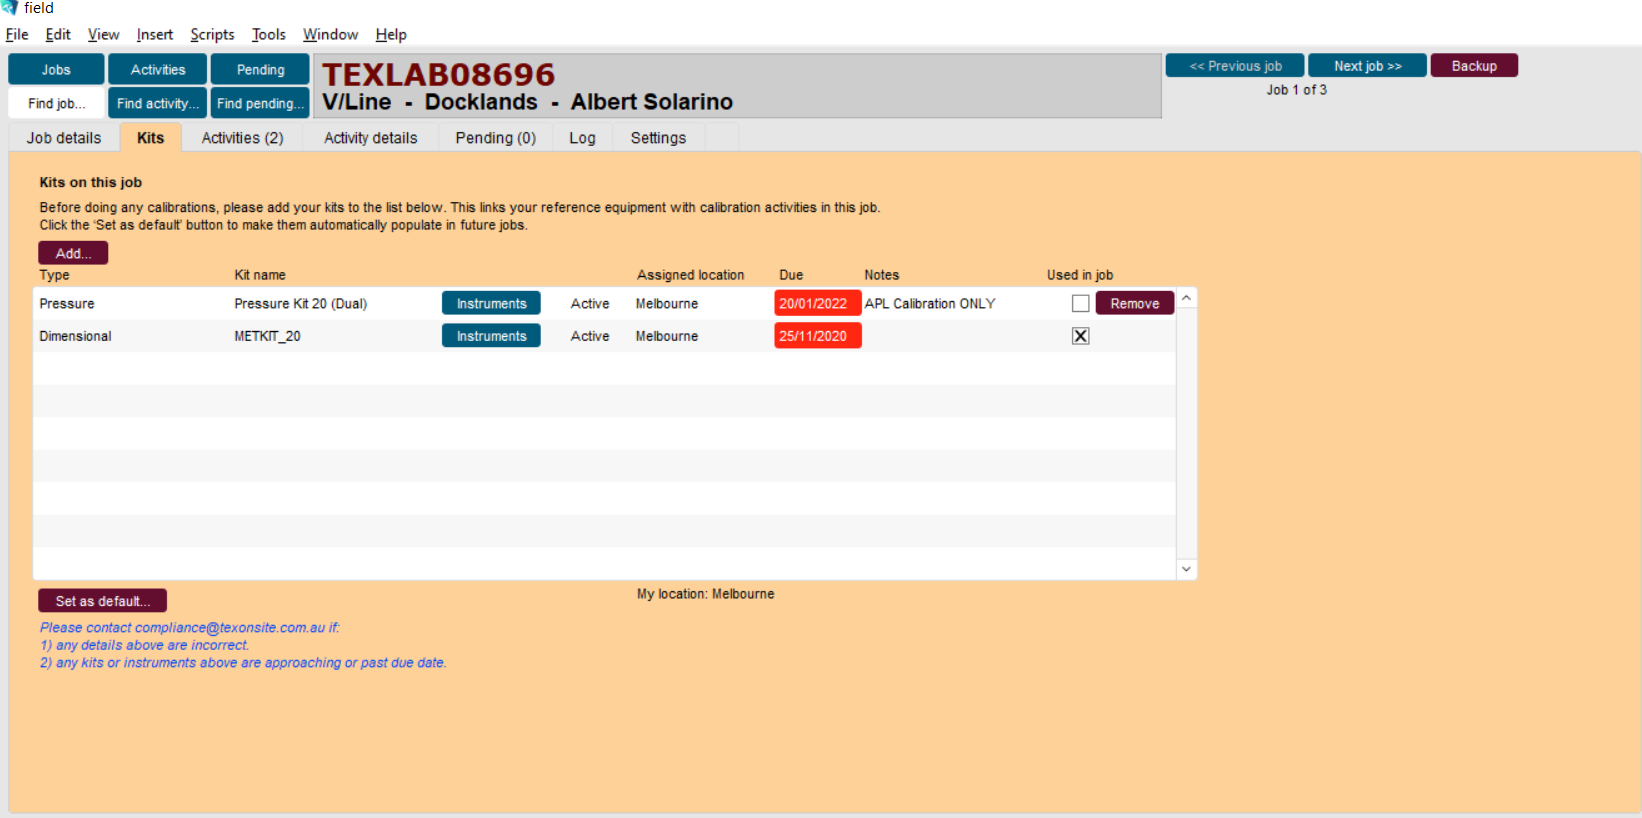 field
File Edit View Insert Scripts Tools Window Help
Jobs Activities Pending
Find job... Find activity... Find pending...
TEXLAB08696
V/Line - Docklands - Albert Solarino
<< Previous job Next job >> Backup
Job 1 of 3
Job details Kits Activities (2) Activity details Pending (0) Log Settings
Kits on this job
Before doing any calibrations, please add your kits to the list below. This links your reference equipment with calibration activities in this job.
Click the 'Set as default' button to make them automatically populate in future jobs.
Add...
Type Kit name Assigned location Due Notes Used in job
Pressure Pressure Kit 20 (Dual) Instruments Active Melbourne 20/01/2022 APL Calibration ONLY Remove
Dimensional METKIT_20 Instruments Active Melbourne 25/11/2020 X
Set as default... My location: Melbourne
Please contact compliance@texonsite.com.au if:
1) any details above are incorrect.
2) any kits or instruments above are approaching or past due date.